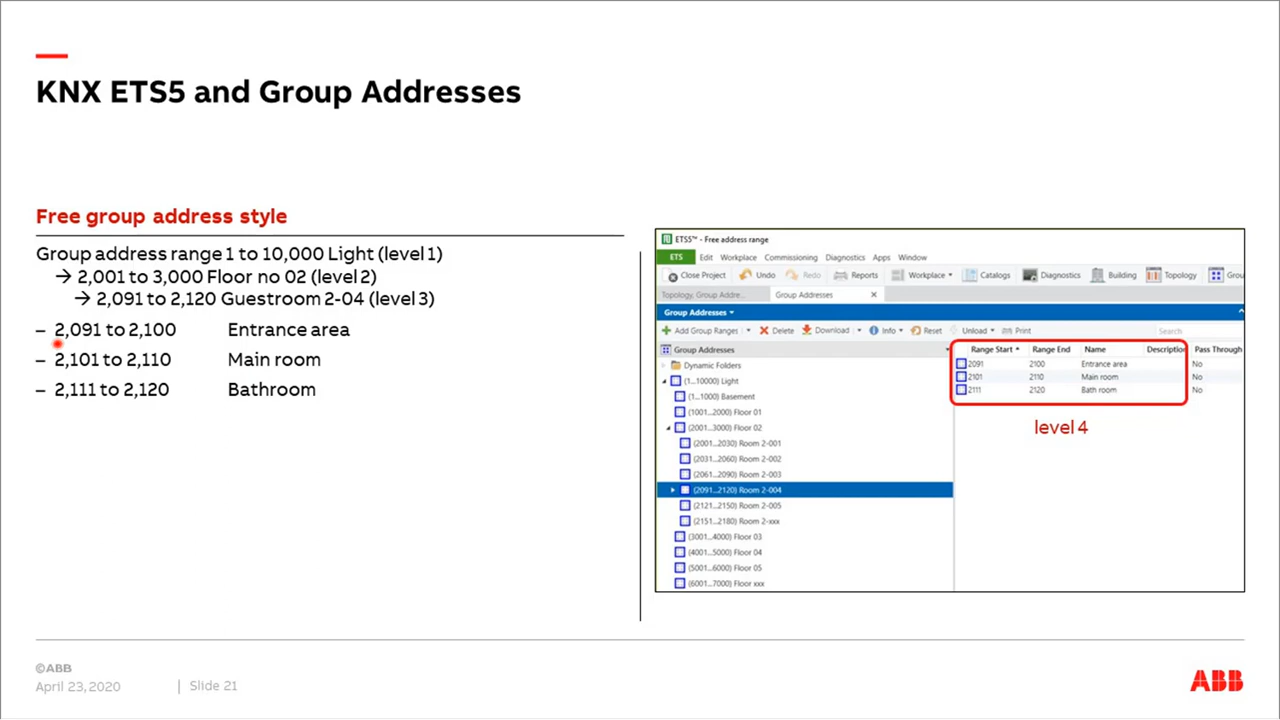 KNX ETS5 and Group Addresses
Free group address style
Group address range 1 to 10,000 Light (level 1)
→ 2,001 to 3,000 Floor no 02 (level 2)
→ 2,091 to 2,120 Guestroom 2-04 (level 3)
– 2,091 to 2,100 Entrance area
– 2,101 to 2,110 Main room
– 2,111 to 2,120 Bathroom
ETS5™ - Free address range
ETS Edit Workplace Commissioning Diagnostics Apps Window
Close Project Undo Redo Reports Workplace Catalogs Diagnostics Building Topology Grou
Topology, Group Addre... Group Addresses
Group Addresses
Add Group Ranges Delete Download Info Reset Unload Print Search
Group Addresses Range Start Range End Name Description Pass Through
Dynamic Folders
2091 2100 Entrance area No
2101 2110 Main room No
2111 2120 Bath room No
(1...10000) Light
(1...1000) Basement
(1001...2000) Floor 01
(2001...3000) Floor 02
(2001...2030) Room 2-001
(2031...2060) Room 2-002
(2061...2090) Room 2-003
(2091...2120) Room 2-004
(2121...2150) Room 2-005
(2151...2180) Room 2-xxx
(3001...4000) Floor 03
(4001...5000) Floor 04
(5001...6000) Floor 05
(6001...7000) Floor xxx
level 4
©ABB
April 23, 2020 | Slide 21
ABB